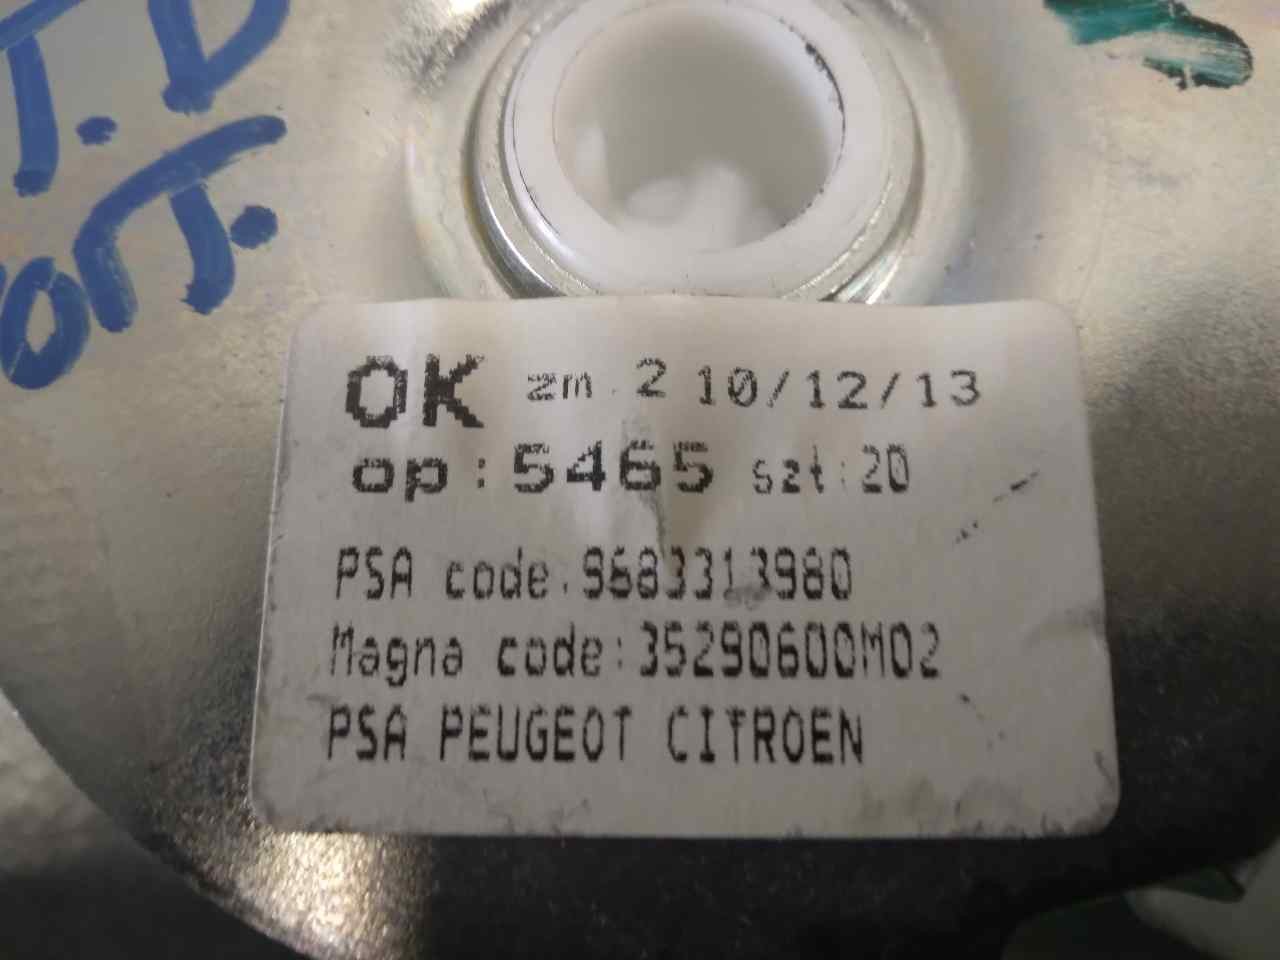 T.D
OK zm 2 10/12/13
op:5465 szt:20
PSA code.9683313980
Magna code:35290600M02
PSA PEUGEOT CITROEN